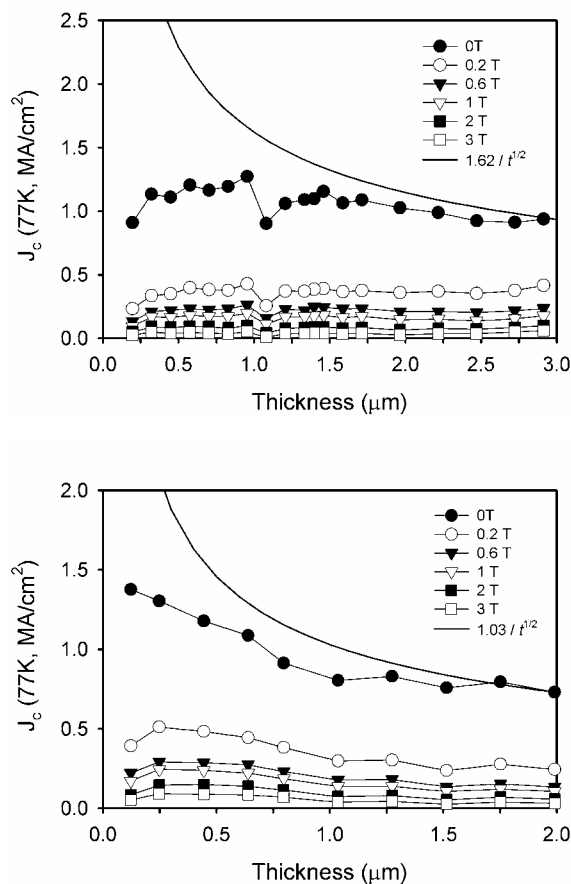 2.5
2.0
1.5
1.0
0.5
0.0
J_c (77K, MA/cm²)
0T
0.2 T
0.6 T
1 T
2 T
3 T
1.62 / t^1/2
0.0 0.5 1.0 1.5 2.0 2.5 3.0
Thickness (μm)
2.0
1.5
1.0
0.5
0.0
J_c (77K, MA/cm²)
0T
0.2 T
0.6 T
1 T
2 T
3 T
1.03 / t^1/2
0.0 0.5 1.0 1.5 2.0
Thickness (μm)